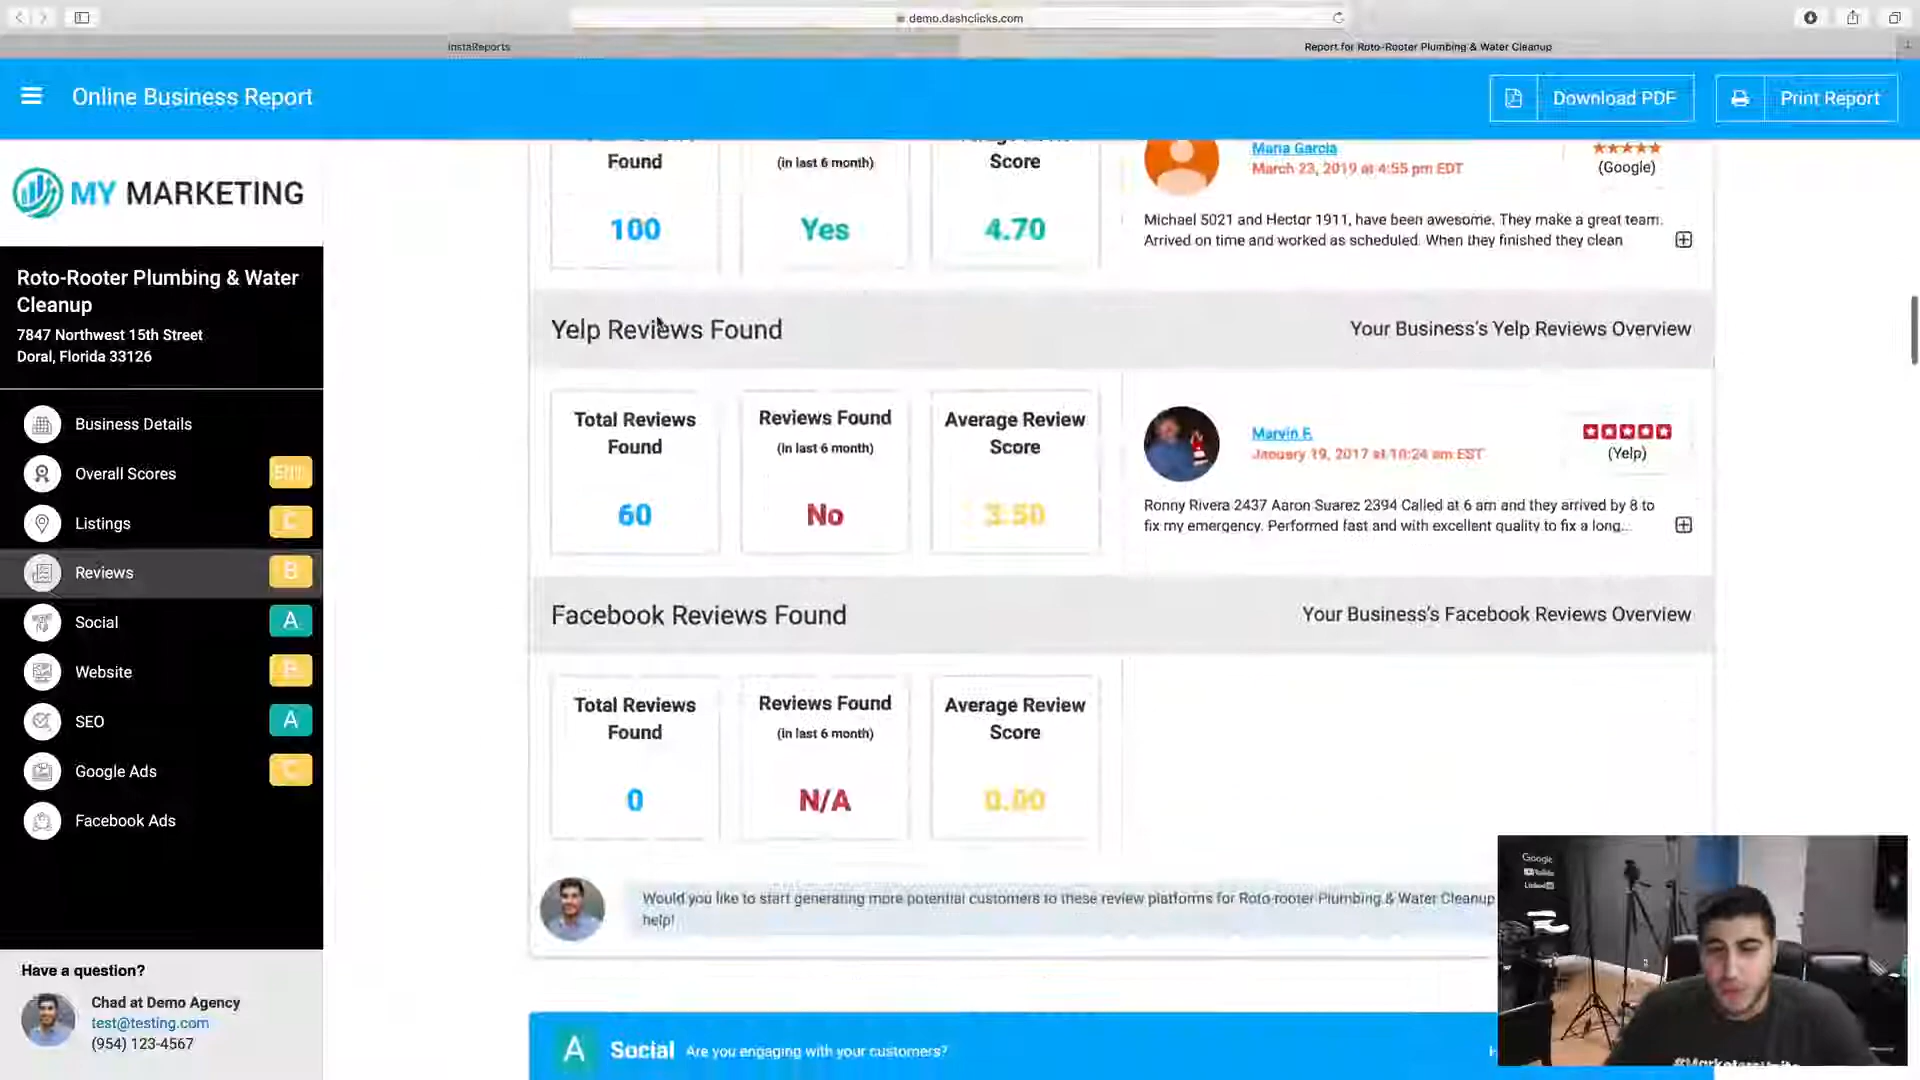 demo.dashclicks.com
InstaReports
Report for Roto-Rooter Plumbing & Water Cleanup
Online Business Report
Download PDF
Print Report
MY MARKETING
Roto-Rooter Plumbing & Water
Cleanup
7847 Northwest 15th Street
Doral, Florida 33126
Business Details
Overall Scores
Listings C
Reviews B
Social A
Website
SEO A
Google Ads C
Facebook Ads
Have a question?
Chad at Demo Agency
test@testing.com
(954) 123-4567
Found
(in last 6 month)
Score
100
Yes
4.70
Maria Garcia
March 23, 2019 at 4:55 pm EDT
(Google)
Michael 5021 and Hector 1911, have been awesome. They make a great team.
Arrived on time and worked as scheduled. When they finished they clean
Yelp Reviews Found
Your Business's Yelp Reviews Overview
Total Reviews
Found
60
Reviews Found
(in last 6 month)
No
Average Review
Score
3.50
Marvin F.
January 19, 2017 at 10:24 am EST
(Yelp)
Ronny Rivera 2437 Aaron Suarez 2394 Called at 6 am and they arrived by 8 to
fix my emergency. Performed fast and with excellent quality to fix a long...
Facebook Reviews Found
Your Business's Facebook Reviews Overview
Total Reviews
Found
0
Reviews Found
(in last 6 month)
N/A
Average Review
Score
0.00
Would you like to start generating more potential customers to these review platforms for Roto-rooter Plumbing & Water Cleanup
help!
A Social Are you engaging with your customers?
Google
YouTube
LinkedIn